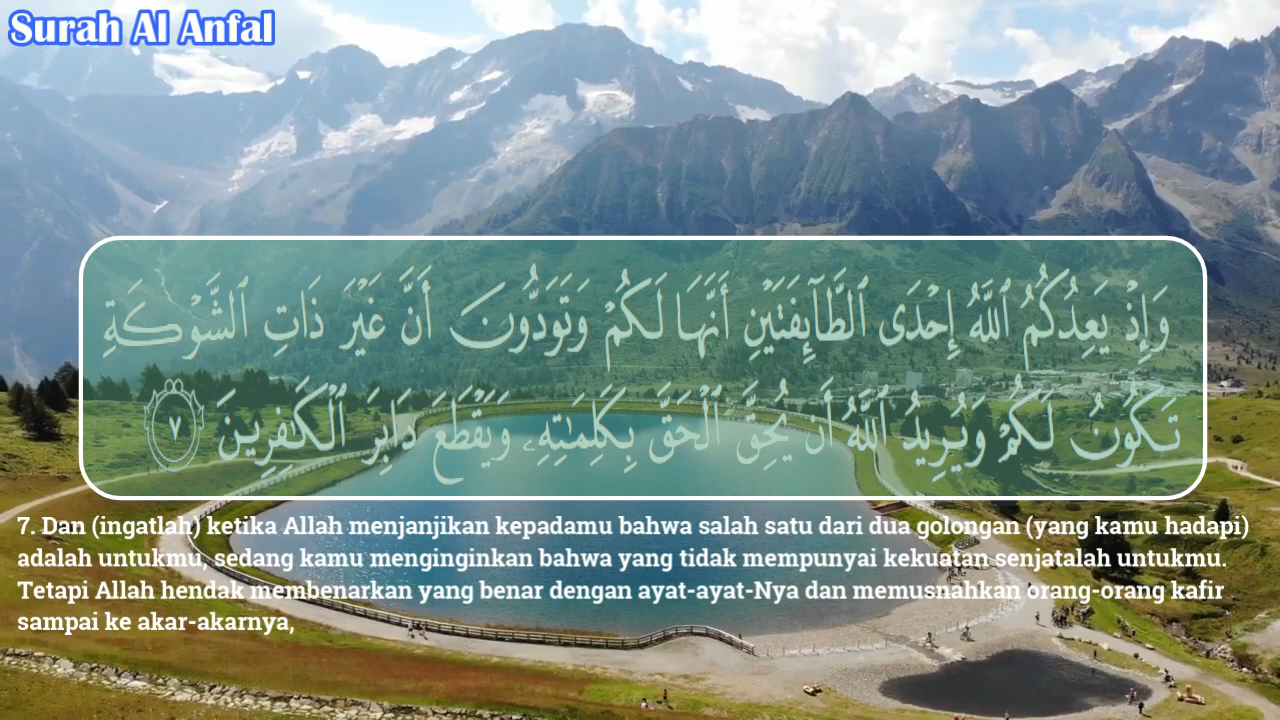 Surah Al Anfal
وَإِذْ يَعِدُكُمُ ٱللَّهُ إِحْدَى ٱلطَّآئِفَتَيْنِ أَنَّهَا لَكُمْ وَتَوَدُّونَ أَنَّ غَيْرَ ذَاتِ ٱلشَّوْكَةِ
تَكُونُ لَكُمْ وَيُرِيدُ ٱللَّهُ أَن يُحِقَّ ٱلْحَقَّ بِكَلِمَٰتِهِۦ وَيَقْطَعَ دَابِرَ ٱلْكَٰفِرِينَ ٧
7. Dan (ingatlah) ketika Allah menjanjikan kepadamu bahwa salah satu dari dua golongan (yang kamu hadapi)
adalah untukmu, sedang kamu menginginkan bahwa yang tidak mempunyai kekuatan senjatalah untukmu.
Tetapi Allah hendak membenarkan yang benar dengan ayat-ayat-Nya dan memusnahkan orang-orang kafir
sampai ke akar-akarnya,